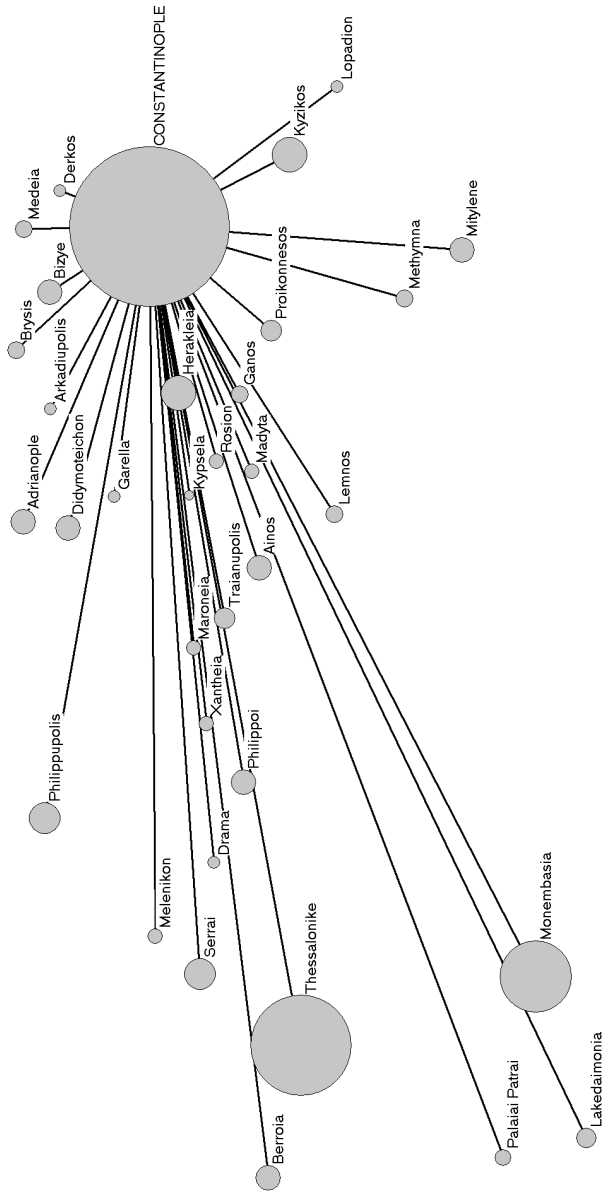 CONSTANTINOPLE
Lopadion
Kyzikos
Derkos
Medeia
Mitylene
Methymna
Bizye
Proikonnesos
Brysis
Herakleia
Arkadiupolis
Ganos
Rosion
Madyta
Adrianople
Didymoteichon
Garella
Kypsela
Lemnos
Ainos
Traianupolis
Maroneia
Xantheia
Philippoi
Philippupolis
Drama
Melenikon
Serrai
Thessalonike
Monembasia
Berroia
Palaiai Patrai
Lakedaimonia